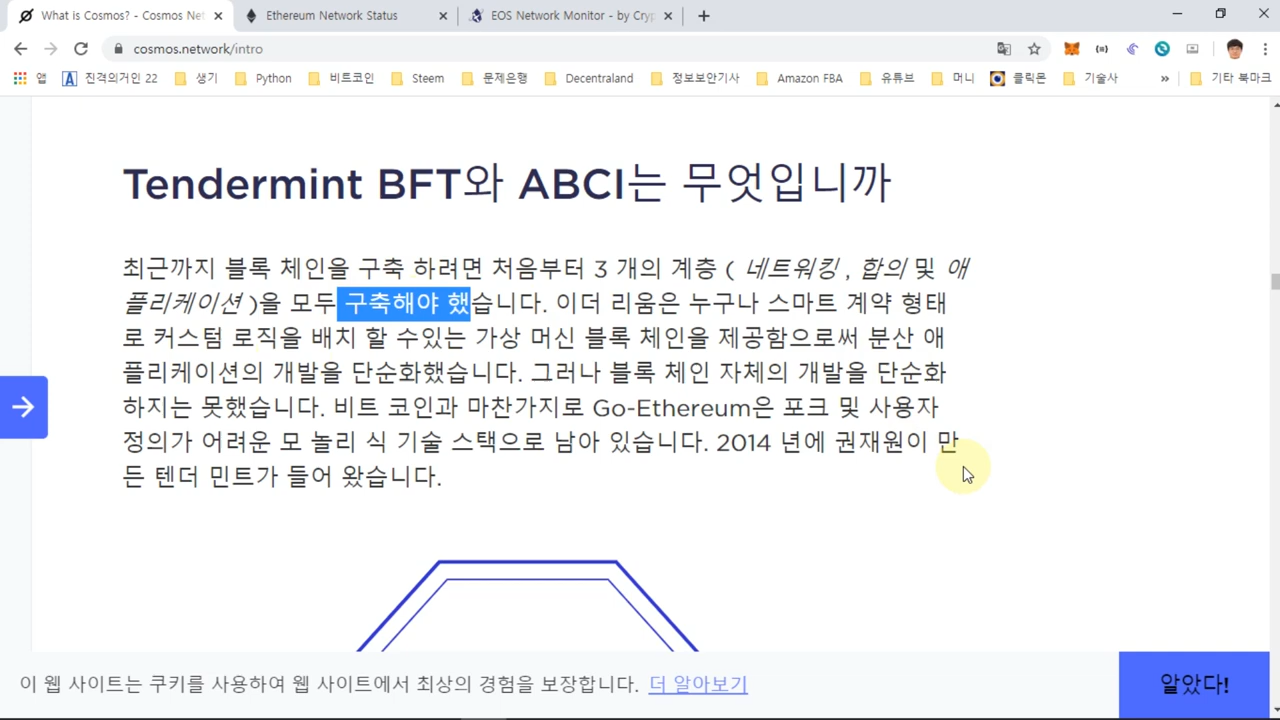 What is Cosmos? - Cosmos Net
Ethereum Network Status
EOS Network Monitor - by Cryp
cosmos.network/intro
앱
진격의거인 22
생기
Python
비트코인
Steem
문제은행
Decentraland
정보보안기사
Amazon FBA
유튜브
머니
클릭몬
기술사
»
기타 북마크
Tendermint BFT와 ABCI는 무엇입니까
최근까지 블록 체인을 구축 하려면 처음부터 3 개의 계층 ( 네트워킹 , 합의 및 애
플리케이션 )을 모두 구축해야 했습니다. 이더 리움은 누구나 스마트 계약 형태
로 커스텀 로직을 배치 할 수있는 가상 머신 블록 체인을 제공함으로써 분산 애
플리케이션의 개발을 단순화했습니다. 그러나 블록 체인 자체의 개발을 단순화
하지는 못했습니다. 비트 코인과 마찬가지로 Go-Ethereum은 포크 및 사용자
정의가 어려운 모 놀리 식 기술 스택으로 남아 있습니다. 2014 년에 권재원이 만
든 텐더 민트가 들어 왔습니다.
이 웹 사이트는 쿠키를 사용하여 웹 사이트에서 최상의 경험을 보장합니다. 더 알아보기
알았다!